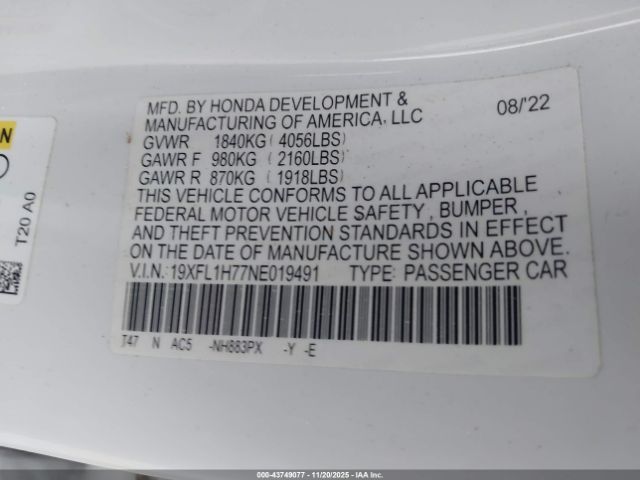 MFD. BY HONDA DEVELOPMENT & 08/'22
MANUFACTURING OF AMERICA, LLC
GVWR 1840KG (4056LBS)
GAWR F 980KG (2160LBS)
GAWR R 870KG (1918LBS)
THIS VEHICLE CONFORMS TO ALL APPLICABLE
FEDERAL MOTOR VEHICLE SAFETY, BUMPER,
AND THEFT PREVENTION STANDARDS IN EFFECT
ON THE DATE OF MANUFACTURE SHOWN ABOVE.
V.I.N. 19XFL1H77NE019491 TYPE: PASSENGER CAR
T47 N AC5 -NH883PX -Y -E
T20 A0
000-43749077 - 11/20/2025 - IAA Inc.